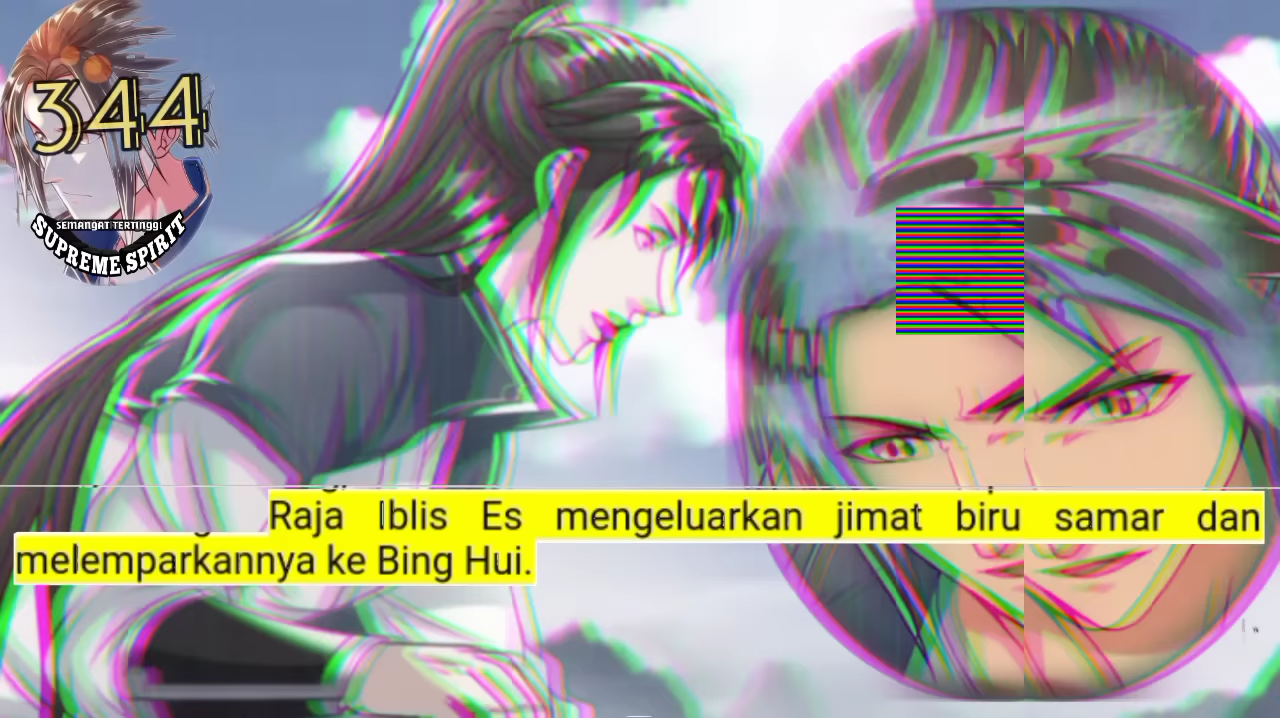 344
SEMANGAT TERTINGGI
SUPREME SPIRIT
Raja Iblis Es mengeluarkan jimat biru samar dan
melemparkannya ke Bing Hui.